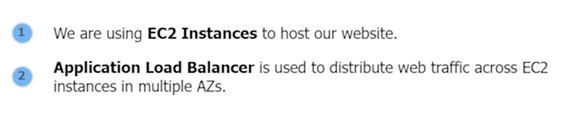 1 We are using EC2 Instances to host our website.
2 Application Load Balancer is used to distribute web traffic across EC2
instances in multiple AZs.